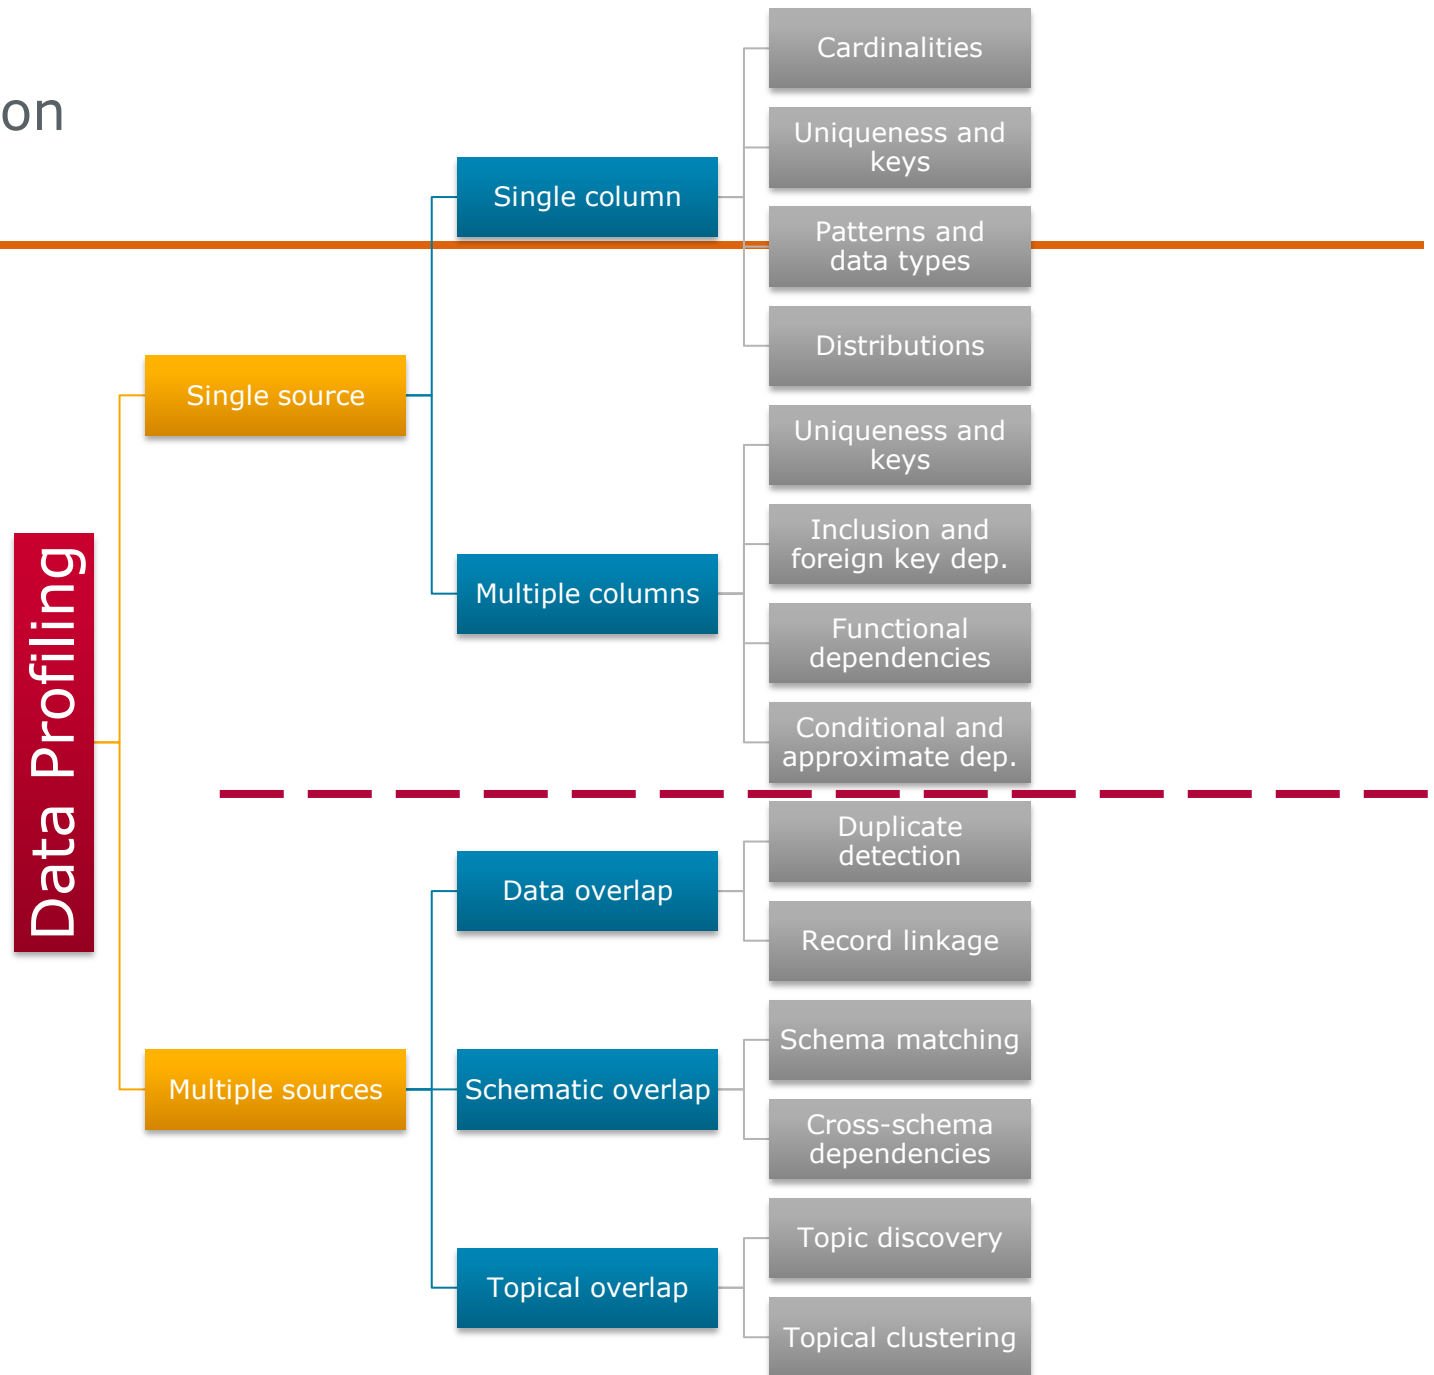 on
Data Profiling
Single source
Single column
Cardinalities
Uniqueness and
keys
Patterns and
data types
Distributions
Multiple columns
Uniqueness and
keys
Inclusion and
foreign key dep.
Functional
dependencies
Conditional and
approximate dep.
Multiple sources
Data overlap
Duplicate
detection
Record linkage
Schematic overlap
Schema matching
Cross-schema
dependencies
Topical overlap
Topic discovery
Topical clustering